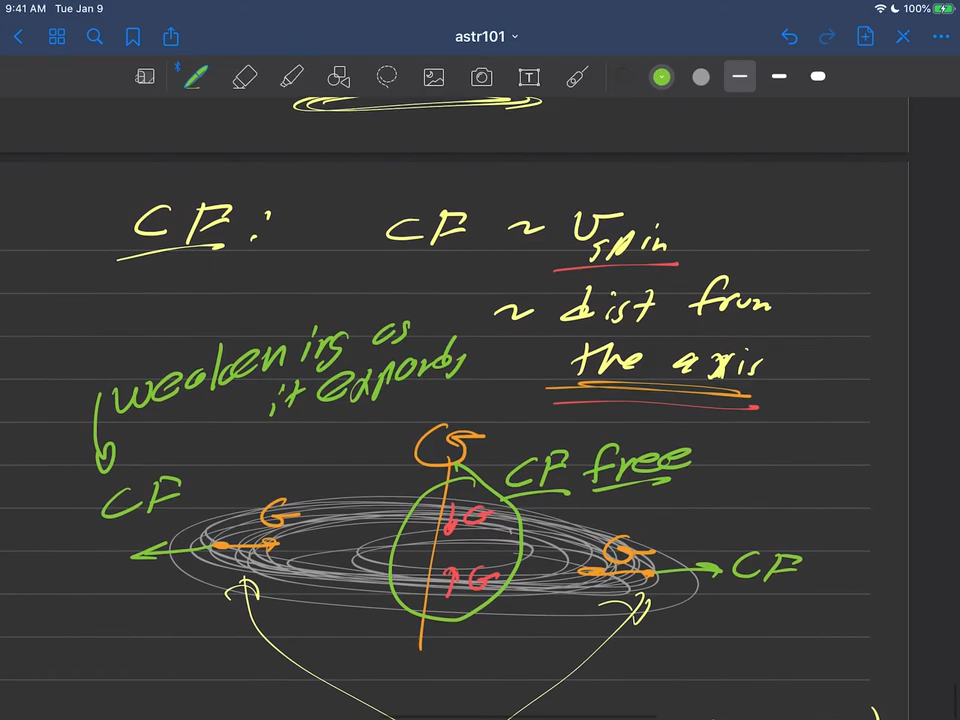 9:41 AM Tue Jan 9
100%
astr101
CF: CF ~ v spin
~ dist from
the axis
weakening as
it expands
CF
CF free
G
G
G
G
CF